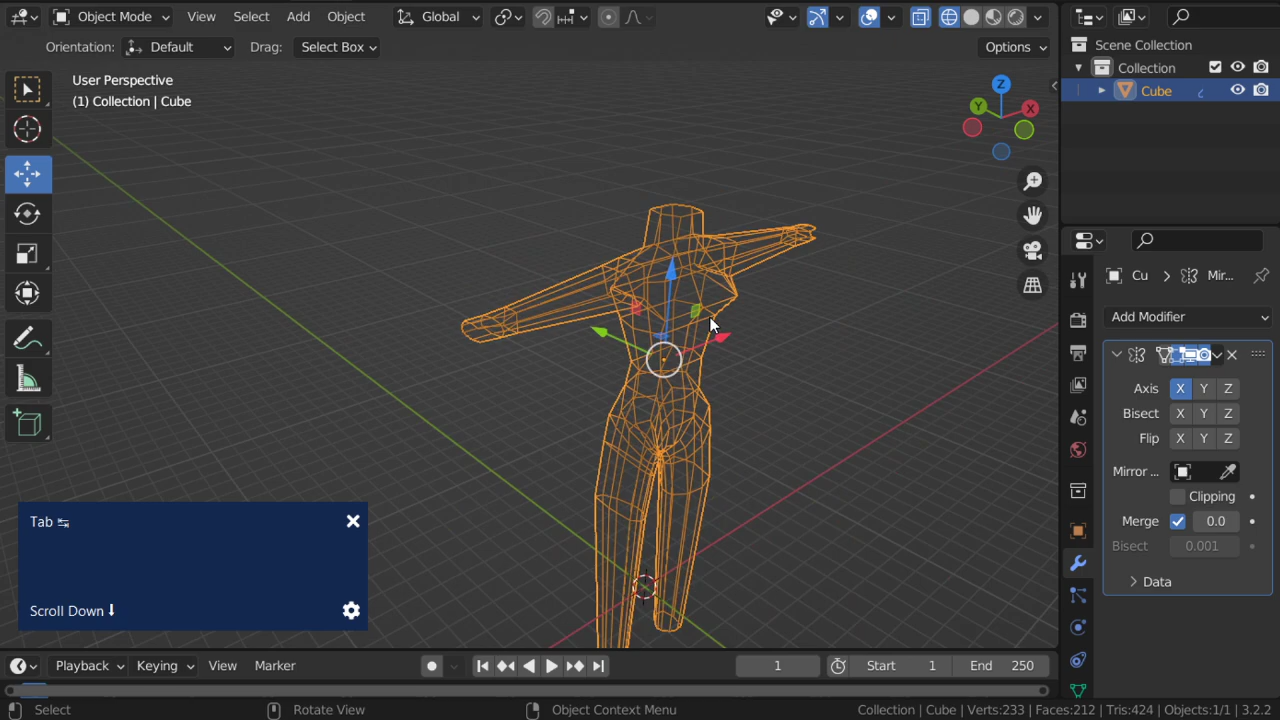 Object Mode View Select Add Object Global
Scene Collection
Orientation: Default Drag: Select Box Options
Collection
User Perspective
(1) Collection | Cube
Cube
Z
Y
X
Cu Mir...
Add Modifier
Axis X Y Z
Bisect X Y Z
Flip X Y Z
Mirror ...
Clipping
Merge 0.0
Bisect 0.001
Data
Tab
Scroll Down
Playback Keying View Marker 1 Start 1 End 250
Select Rotate View Object Context Menu Collection | Cube | Verts:233 | Faces:212 | Tris:424 | Objects:1/1 | 3.2.2